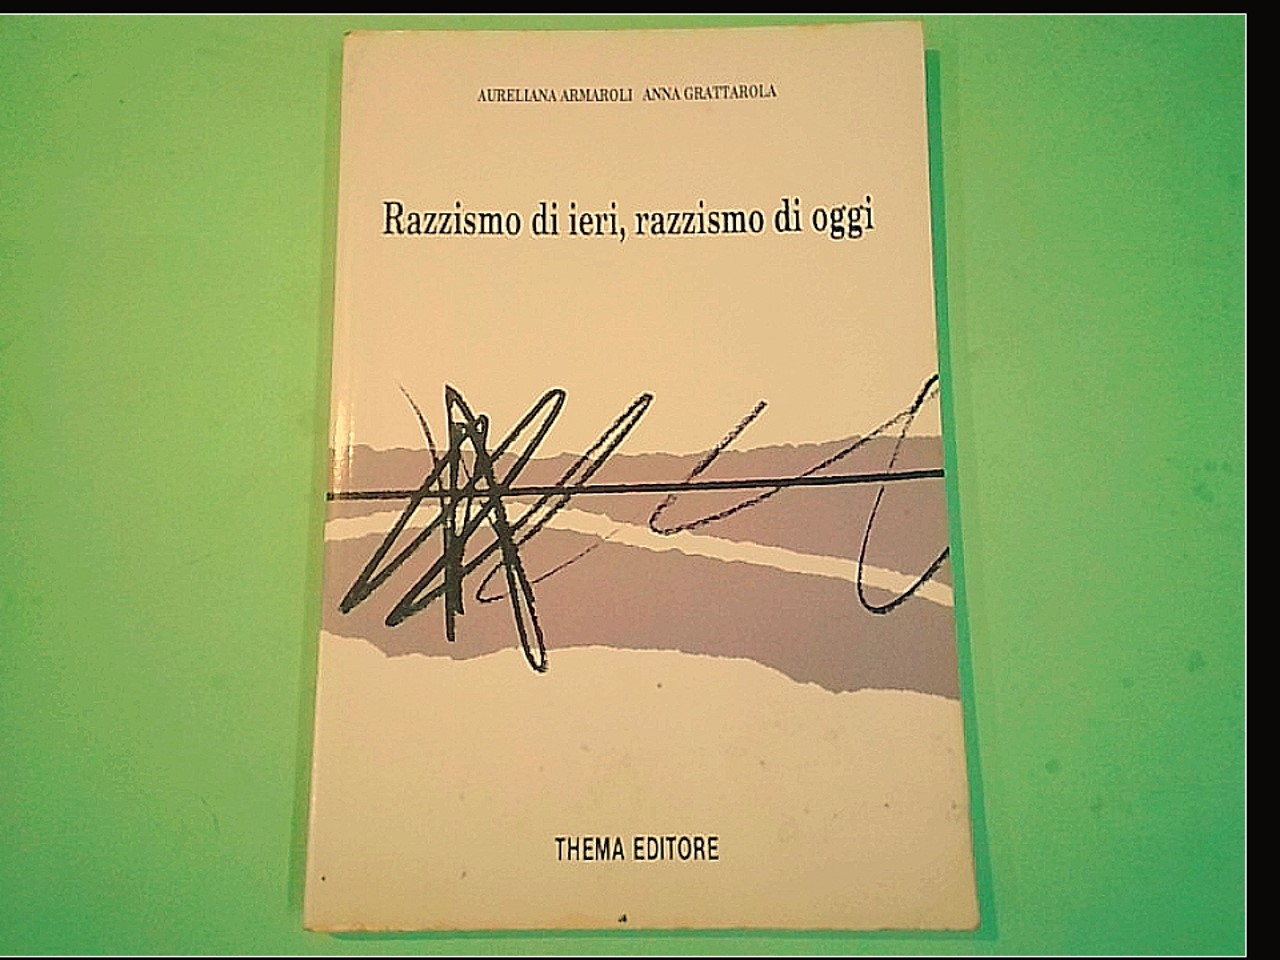 AURELIANA ARMAROLI ANNA GRATTAROLA
Razzismo di ieri, razzismo di oggi
THEMA EDITORE